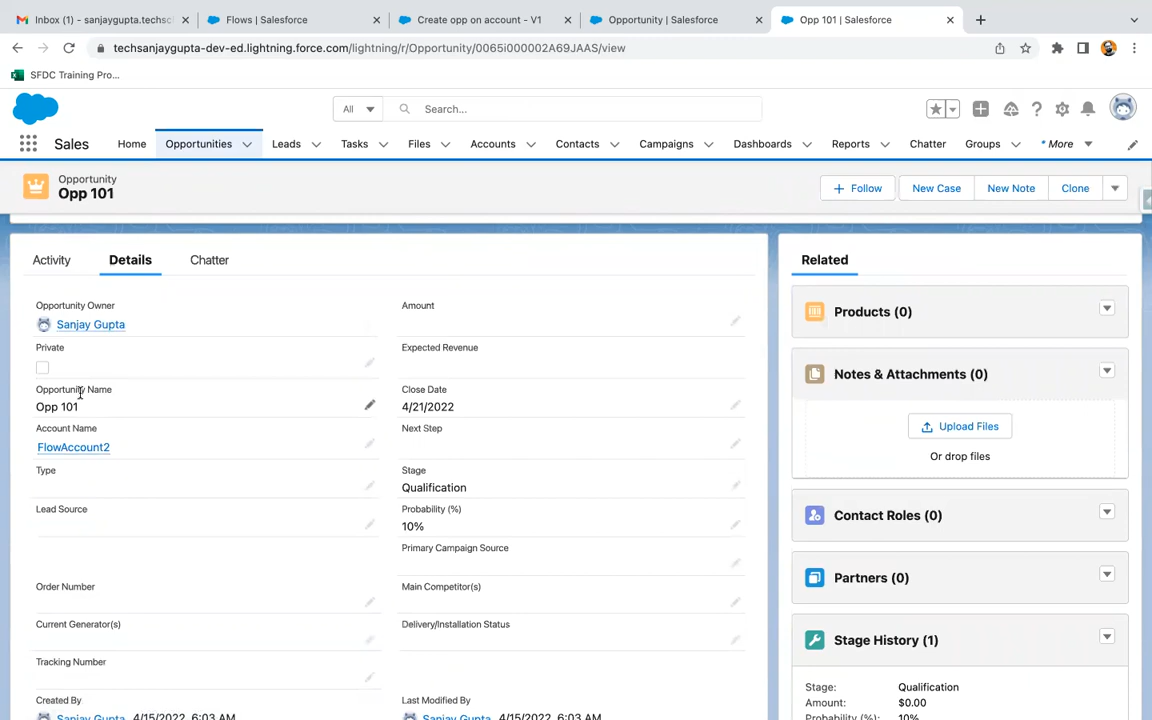 Inbox (1) - sanjaygupta.techscl
Flows | Salesforce
Create opp on account - V1
Opportunity | Salesforce
Opp 101 | Salesforce
techsanjaygupta-dev-ed.lightning.force.com/lightning/r/Opportunity/0065i000002A69JAAS/view
SFDC Training Pro...
All
Search...
Sales
Home
Opportunities
Leads
Tasks
Files
Accounts
Contacts
Campaigns
Dashboards
Reports
Chatter
Groups
* More
Opportunity
Opp 101
+ Follow
New Case
New Note
Clone
Activity
Details
Chatter
Related
Opportunity Owner
Sanjay Gupta
Amount
Private
Expected Revenue
Opportunity Name
Opp 101
Close Date
4/21/2022
Account Name
FlowAccount2
Next Step
Type
Stage
Qualification
Lead Source
Probability (%)
10%
Primary Campaign Source
Order Number
Main Competitor(s)
Current Generator(s)
Delivery/Installation Status
Tracking Number
Created By
Sanjay Gupta, 4/15/2022, 6:03 AM
Last Modified By
Sanjay Gupta, 4/15/2022, 6:03 AM
Products (0)
Notes & Attachments (0)
Upload Files
Or drop files
Contact Roles (0)
Partners (0)
Stage History (1)
Stage: Qualification
Amount: $0.00
Probability (%): 10%